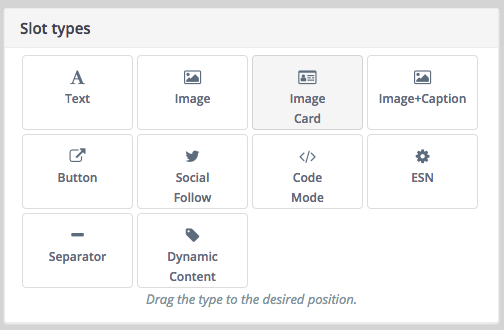 Slot types
Text
Image
Image
Card
Image+Caption
Button
Social
Follow
Code
Mode
ESN
Separator
Dynamic
Content
Drag the type to the desired position.